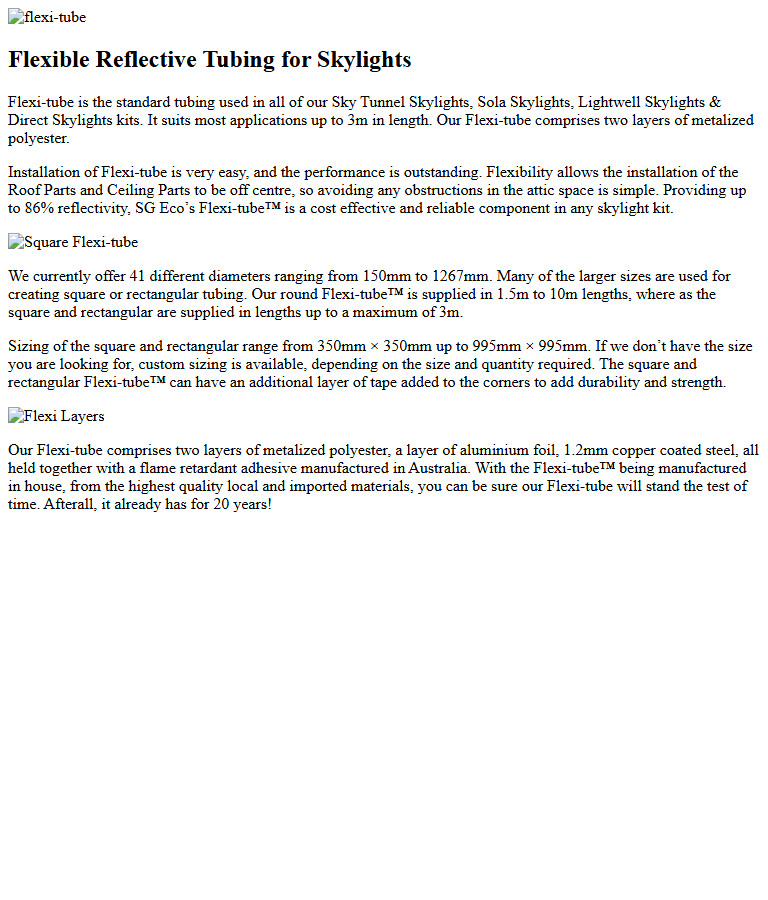 flexi-tube
Flexible Reflective Tubing for Skylights
Flexi-tube is the standard tubing used in all of our Sky Tunnel Skylights, Sola Skylights, Lightwell Skylights &
Direct Skylights kits. It suits most applications up to 3m in length. Our Flexi-tube comprises two layers of metalized
polyester.
Installation of Flexi-tube is very easy, and the performance is outstanding. Flexibility allows the installation of the
Roof Parts and Ceiling Parts to be off centre, so avoiding any obstructions in the attic space is simple. Providing up
to 86% reflectivity, SG Eco’s Flexi-tube™ is a cost effective and reliable component in any skylight kit.
Square Flexi-tube
We currently offer 41 different diameters ranging from 150mm to 1267mm. Many of the larger sizes are used for
creating square or rectangular tubing. Our round Flexi-tube™ is supplied in 1.5m to 10m lengths, where as the
square and rectangular are supplied in lengths up to a maximum of 3m.
Sizing of the square and rectangular range from 350mm × 350mm up to 995mm × 995mm. If we don’t have the size
you are looking for, custom sizing is available, depending on the size and quantity required. The square and
rectangular Flexi-tube™ can have an additional layer of tape added to the corners to add durability and strength.
Flexi Layers
Our Flexi-tube comprises two layers of metalized polyester, a layer of aluminium foil, 1.2mm copper coated steel, all
held together with a flame retardant adhesive manufactured in Australia. With the Flexi-tube™ being manufactured
in house, from the highest quality local and imported materials, you can be sure our Flexi-tube will stand the test of
time. Afterall, it already has for 20 years!